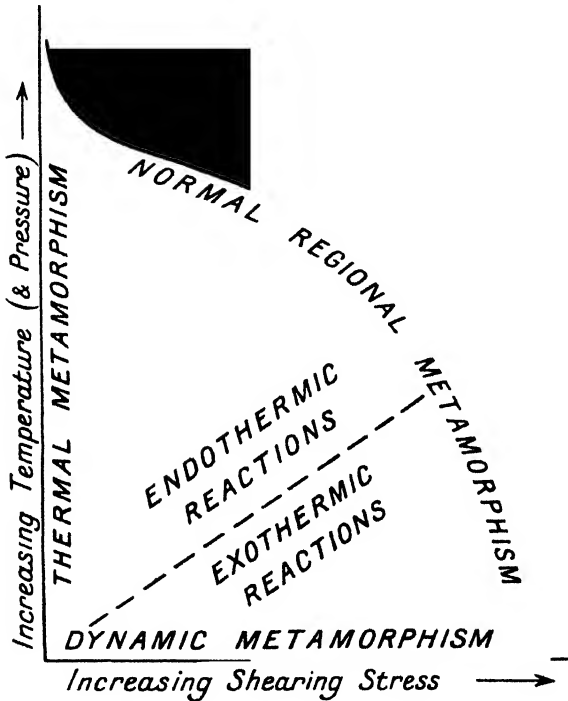 Increasing Temperature (& Pressure)
THERMAL METAMORPHISM
NORMAL REGIONAL METAMORPHISM
ENDOTHERMIC
REACTIONS
EXOTHERMIC
REACTIONS
DYNAMIC METAMORPHISM
Increasing Shearing Stress